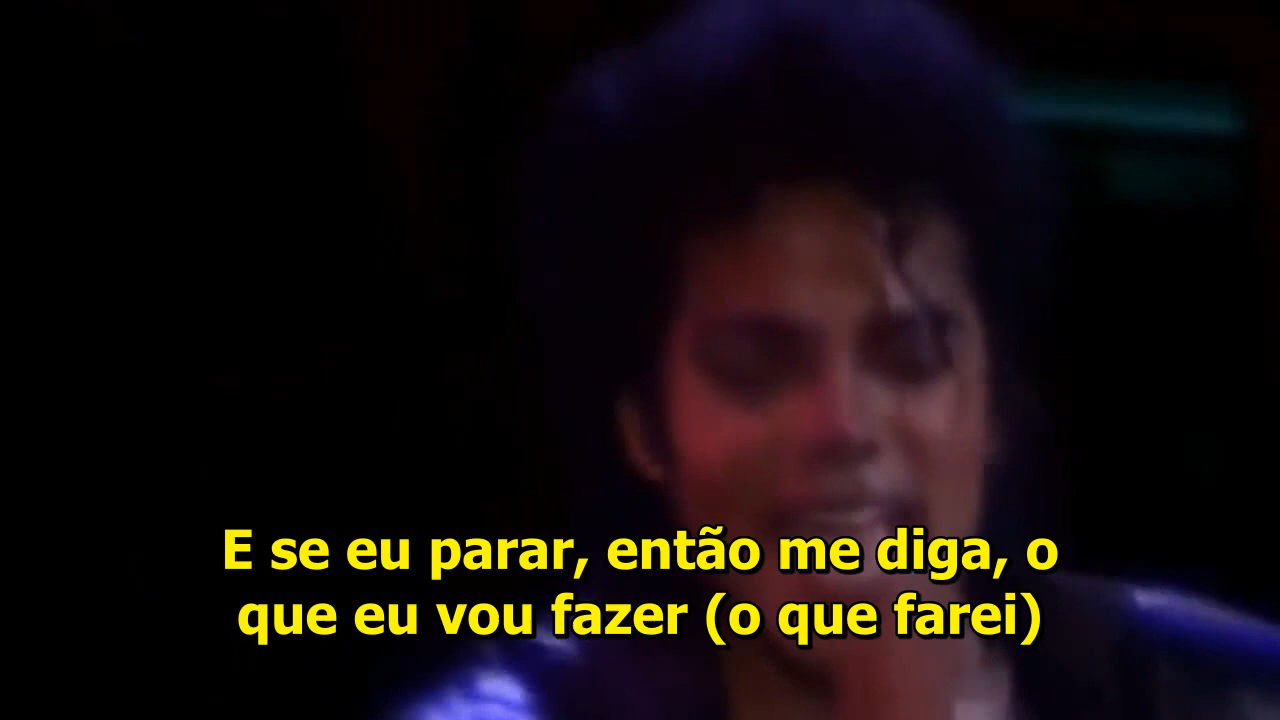 E se eu parar, então me diga, o
que eu vou fazer (o que farei)